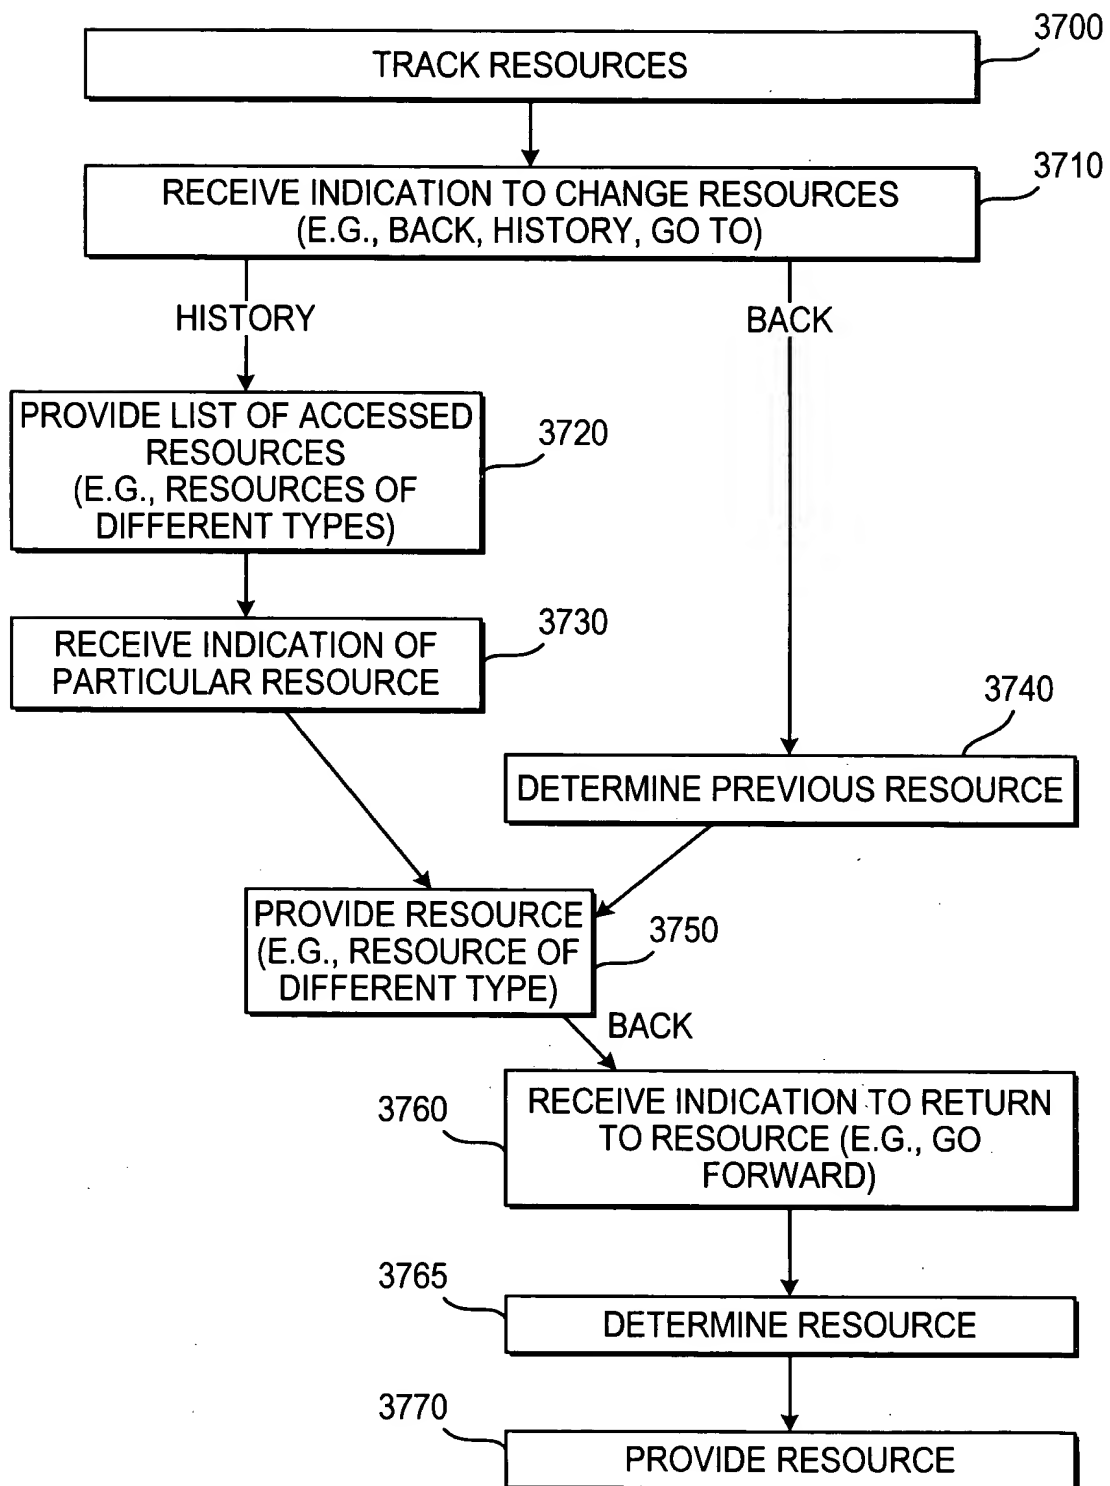 3700
TRACK RESOURCES
3710
RECEIVE INDICATION TO CHANGE RESOURCES
(E.G., BACK, HISTORY, GO TO)
HISTORY
BACK
PROVIDE LIST OF ACCESSED
RESOURCES
(E.G., RESOURCES OF
DIFFERENT TYPES)
3720
3730
RECEIVE INDICATION OF
PARTICULAR RESOURCE
3740
DETERMINE PREVIOUS RESOURCE
PROVIDE RESOURCE
(E.G., RESOURCE OF
DIFFERENT TYPE)
3750
BACK
3760
RECEIVE INDICATION TO RETURN
TO RESOURCE (E.G., GO
FORWARD)
3765
DETERMINE RESOURCE
3770
PROVIDE RESOURCE